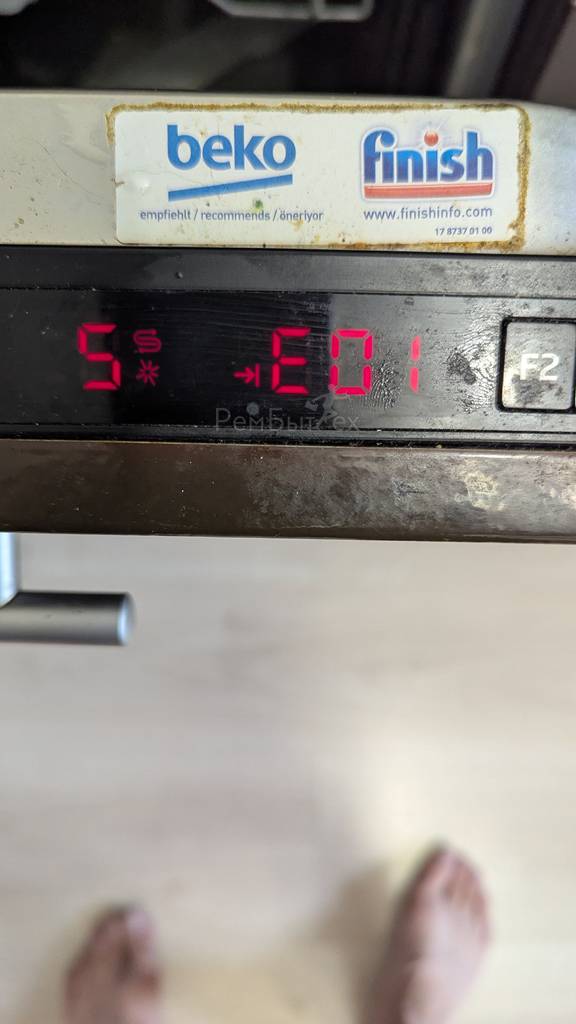 beko
finish
empfiehlt / recommends / öneriyor
www.finishinfo.com
17 8737 01 00
5 E01
F2
РемБытТех